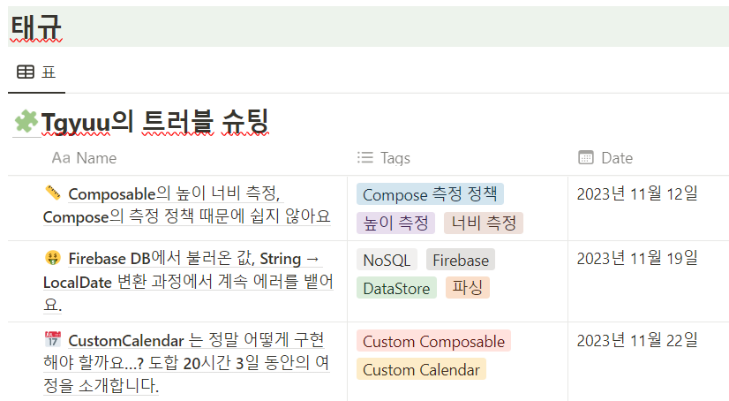 태규
표
Tgyuu의 트러블 슈팅
Aa Name
Tags
Date
Composable의 높이 너비 측정,
Compose의 측정 정책 때문에 쉽지 않아요
Compose 측정 정책
높이 측정 너비 측정
2023년 11월 12일
Firebase DB에서 불러온 값, String →
LocalDate 변환 과정에서 계속 에러를 뱉어
요.
NoSQL Firebase
DataStore 파싱
2023년 11월 19일
CustomCalendar 는 정말 어떻게 구현
해야 할까요...? 도합 20시간 3일 동안의 여
정을 소개합니다.
Custom Composable
Custom Calendar
2023년 11월 22일